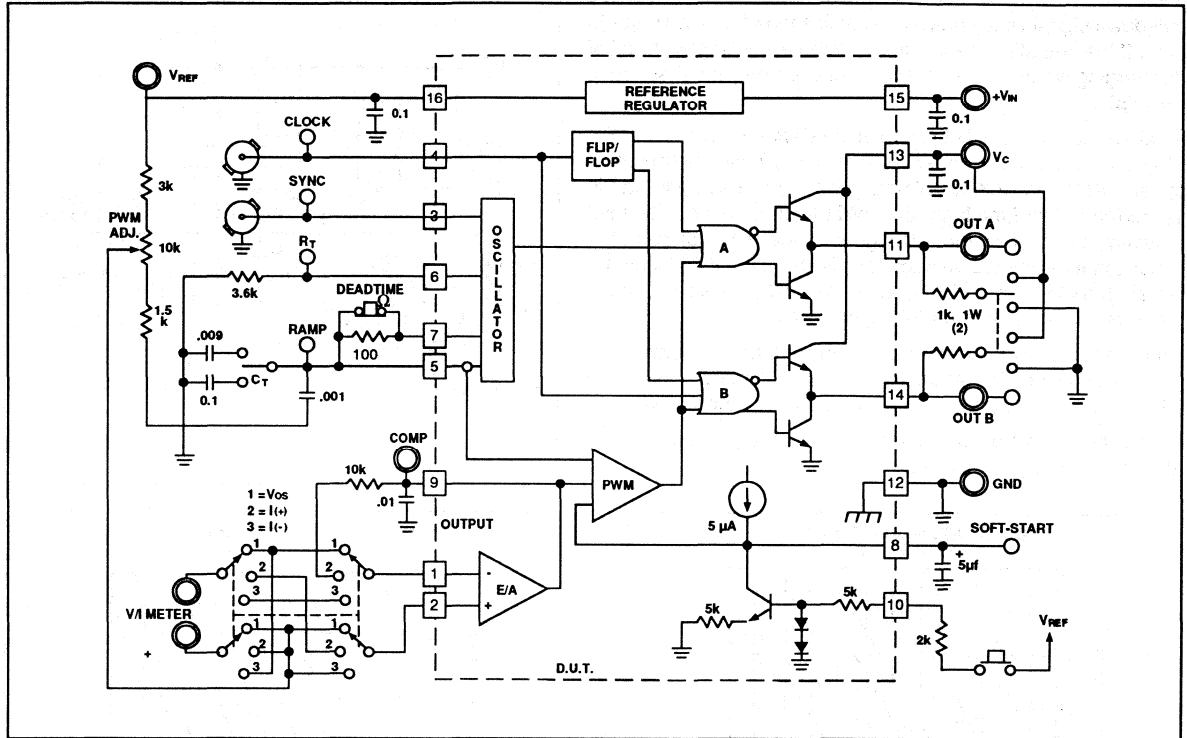 VREF
16
REFERENCE REGULATOR
15
+VIN
0.1
0.1
CLOCK
4
FLIP/ FLOP
13
VC
0.1
3k
SYNC
3
PWM ADJ.
10k
OSCILLATOR
A
11
OUT A
RT
6
3.6k
DEADTIME
Ω
1k, 1W (2)
1.5 k
7
100
.009
RAMP
5
0.1
CT
.001
B
14
OUT B
COMP
10k
9
PWM
12
GND
1 = VOS
2 = I(+)
3 = I(-)
.01
OUTPUT
5 µA
SOFT-START
8
+
5µf
1
1
1
-
E/A
2
2
2
+
3
3
5k
5k
10
V/I METER
1
1
2k
VREF
+
2
2
3
3
D.U.T.